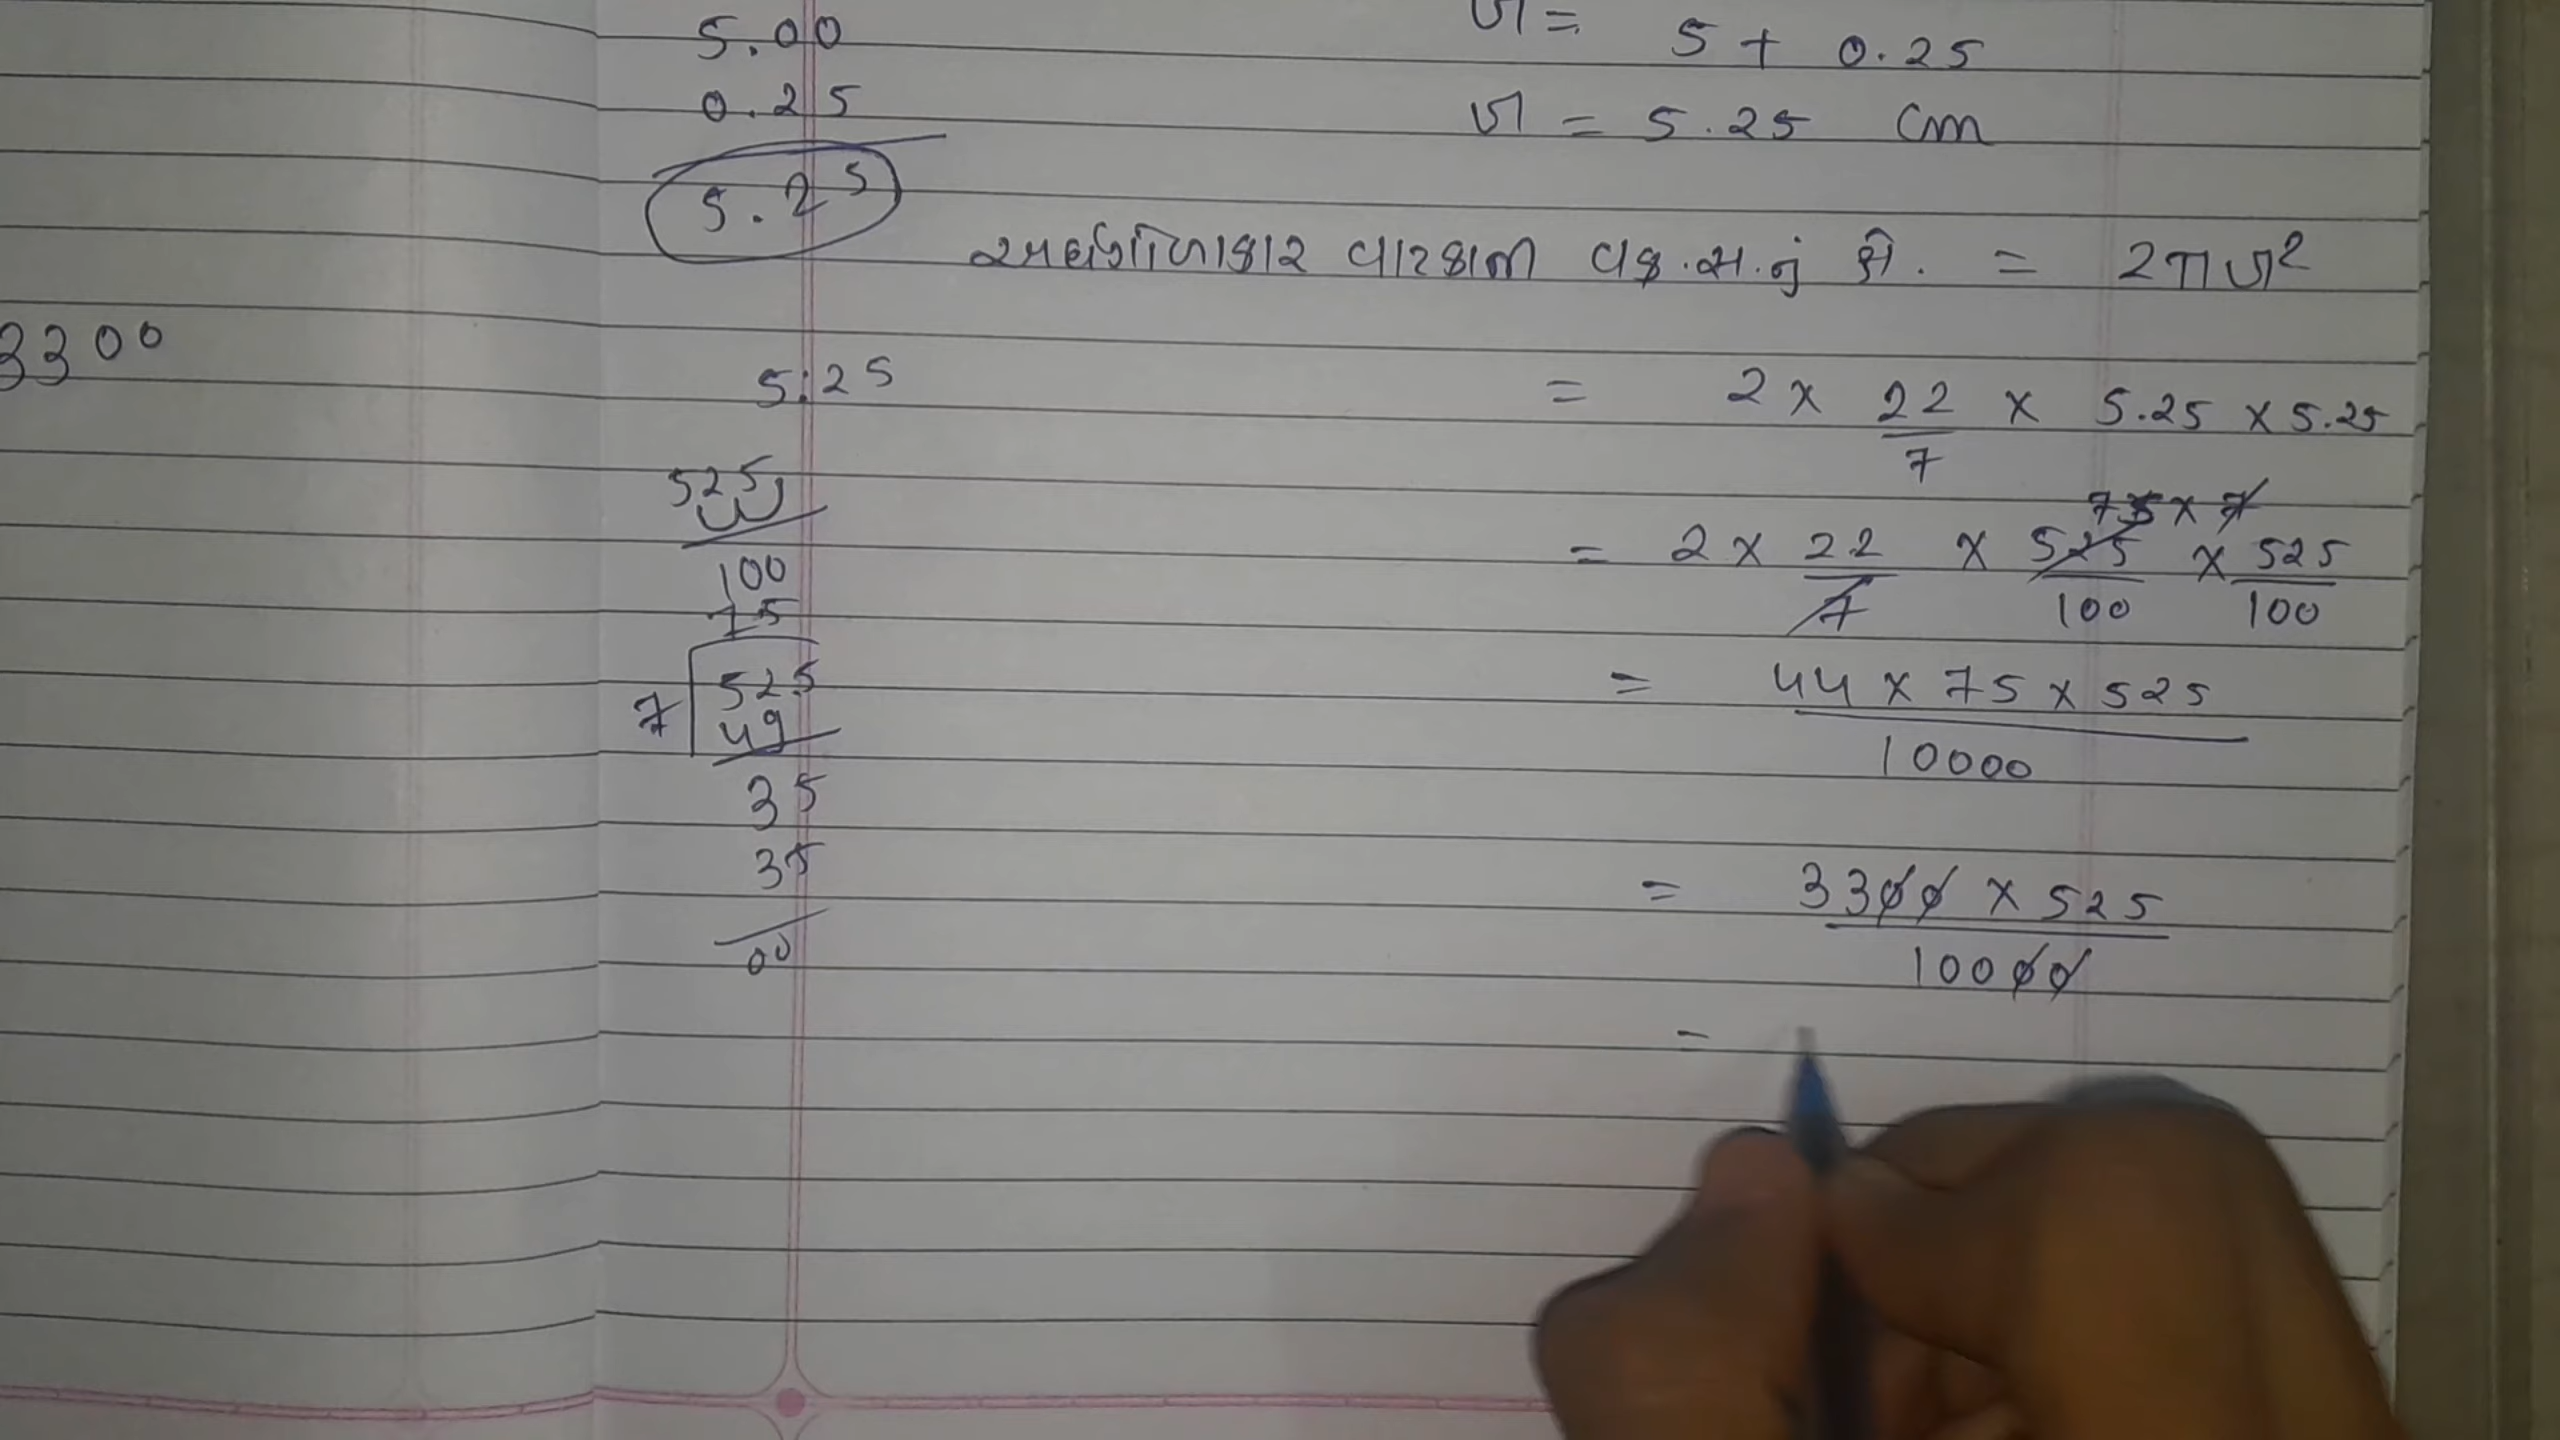 5.00
0.25
5.25
r = 5 + 0.25
r = 5.25 cm
અર્ધગોળાકાર વાટકાની વક્ર.સ.નું ક્ષે. = 2πr²
3300
5.25
= 2 × 22/7 × 5.25 × 5.25
525
100
75 × 7
= 2 × 22/7 × 525/100 × 525/100
75
7 525
49
35
35
00
= 44 × 75 × 525
10000
= 3300 × 525
10000
=